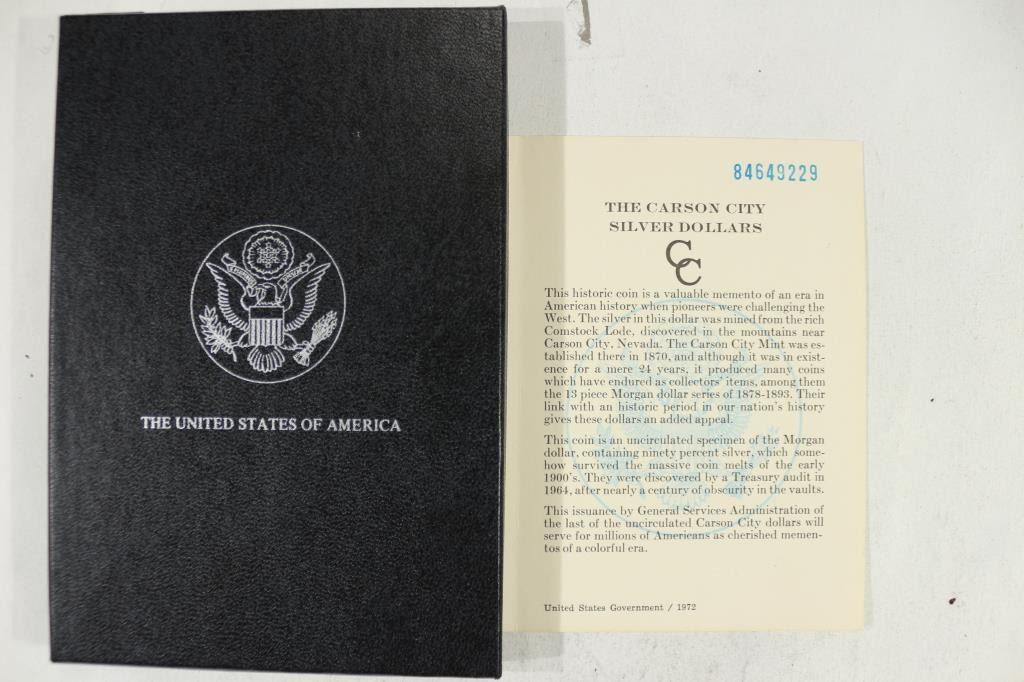 THE UNITED STATES OF AMERICA
84649229
THE CARSON CITY
SILVER DOLLARS
CC
This historic coin is a valuable memento of an era in
American history when pioneers were challenging the
West. The silver in this dollar was mined from the rich
Comstock Lode, discovered in the mountains near
Carson City, Nevada. The Carson City Mint was es-
tablished there in 1870, and although it was in exist-
ence for a mere 24 years, it produced many coins
which have endured as collectors' items, among them
the 13 piece Morgan dollar series of 1878-1893. Their
link with an historic period in our nation's history
gives these dollars an added appeal.
This coin is an uncirculated specimen of the Morgan
dollar, containing ninety percent silver, which some-
how survived the massive coin melts of the early
1900's. They were discovered by a Treasury audit in
1964, after nearly a century of obscurity in the vaults.
This issuance by General Services Administration of
the last of the uncirculated Carson City dollars will
serve for millions of Americans as cherished memen-
tos of a colorful era.
United States Government / 1972